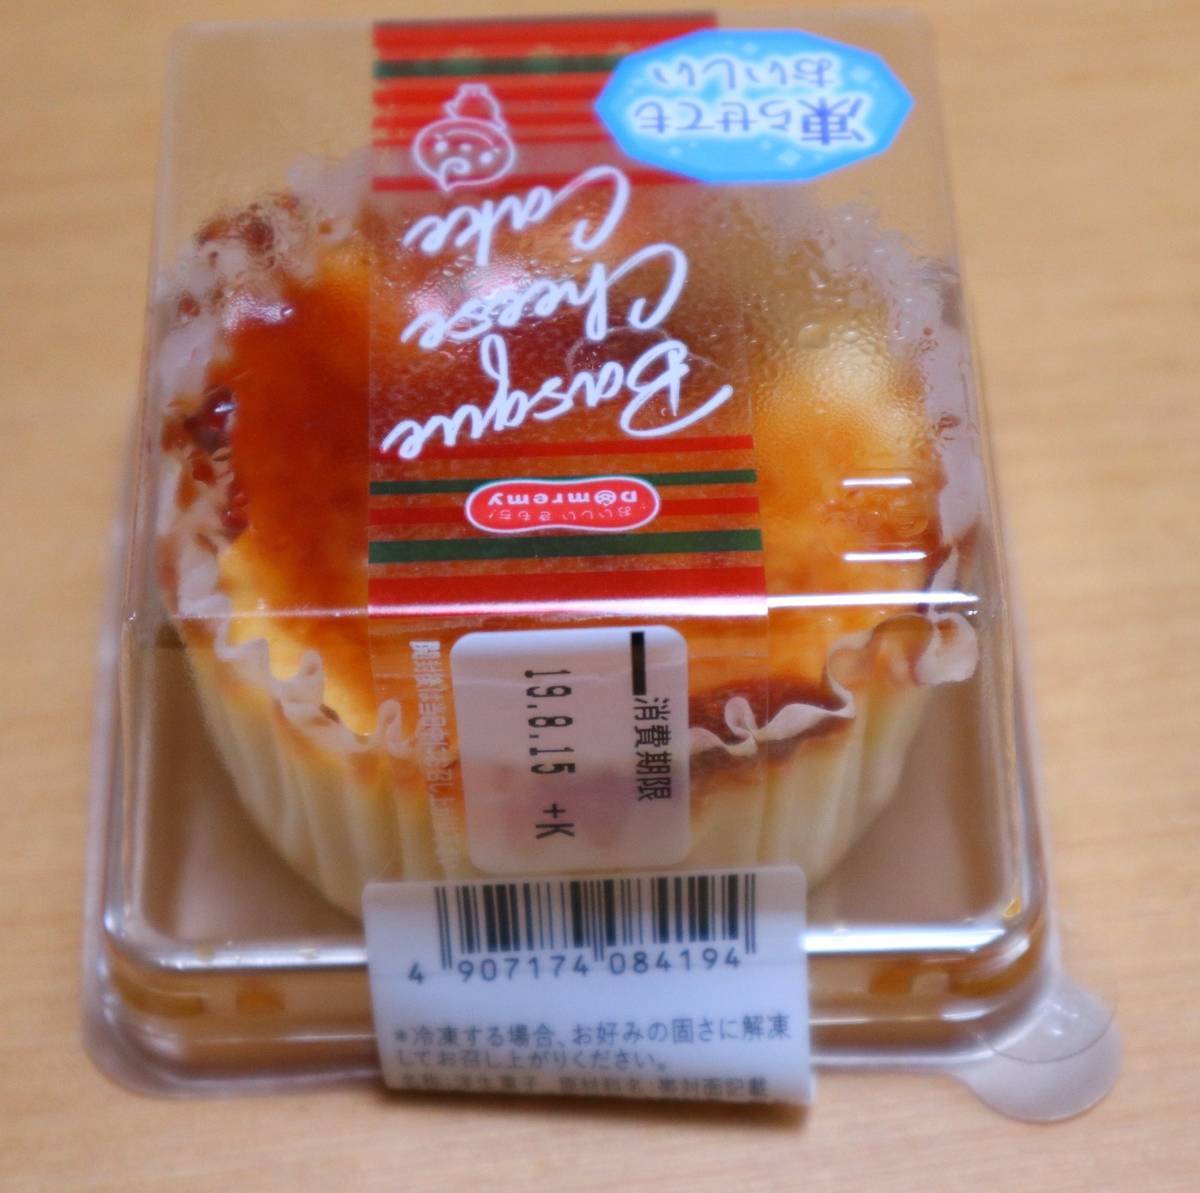 凍らせても
おいしい
Basque
Cheese
Cake
おいしいきもち!
Domremy
消費期限
19.8.15 +K
4 907174 084194
*冷凍する場合、お好みの固さに解凍
してお召し上がりください。